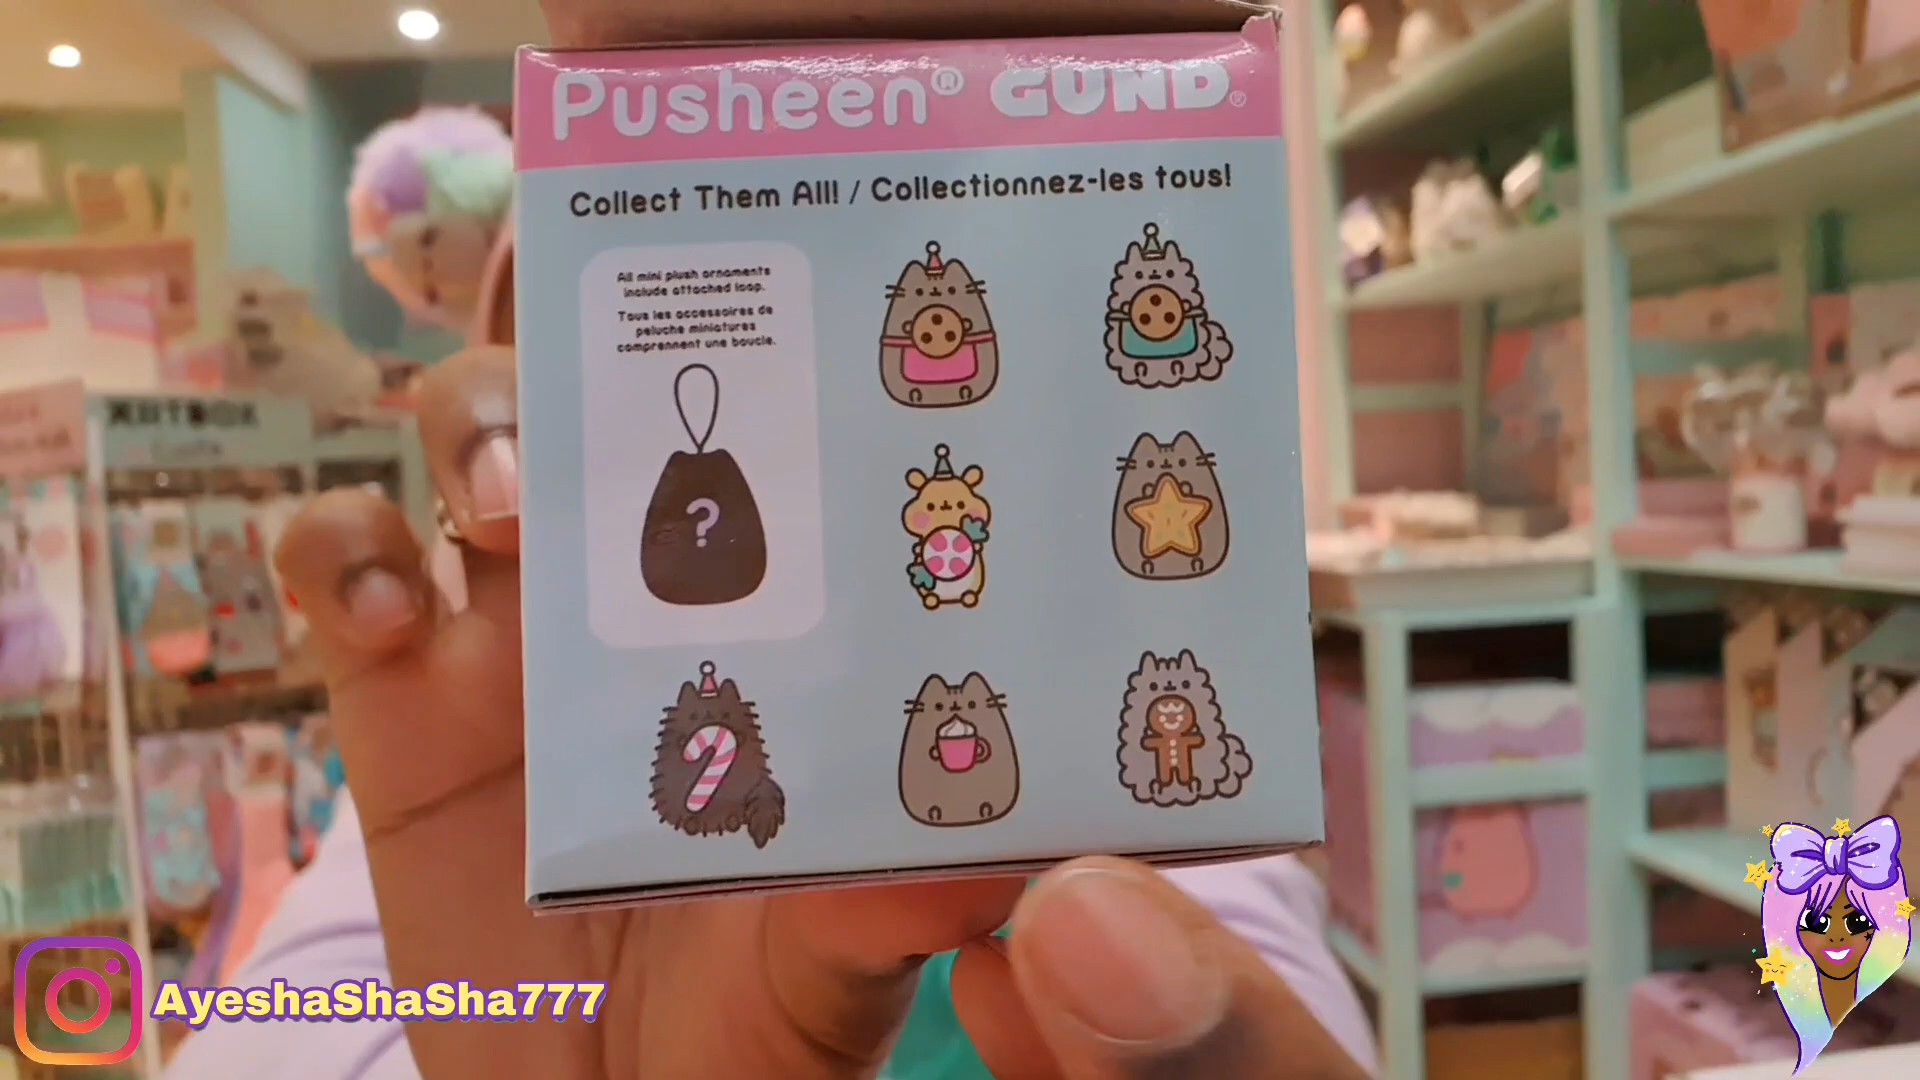 Pusheen® GUND®
Collect Them All! / Collectionnez-les tous!
All mini plush ornaments
include attached loop.
Tous les accessoires de
peluche miniatures
comprennent une boucle.
?
ARTBOX
AyeshaShaSha777